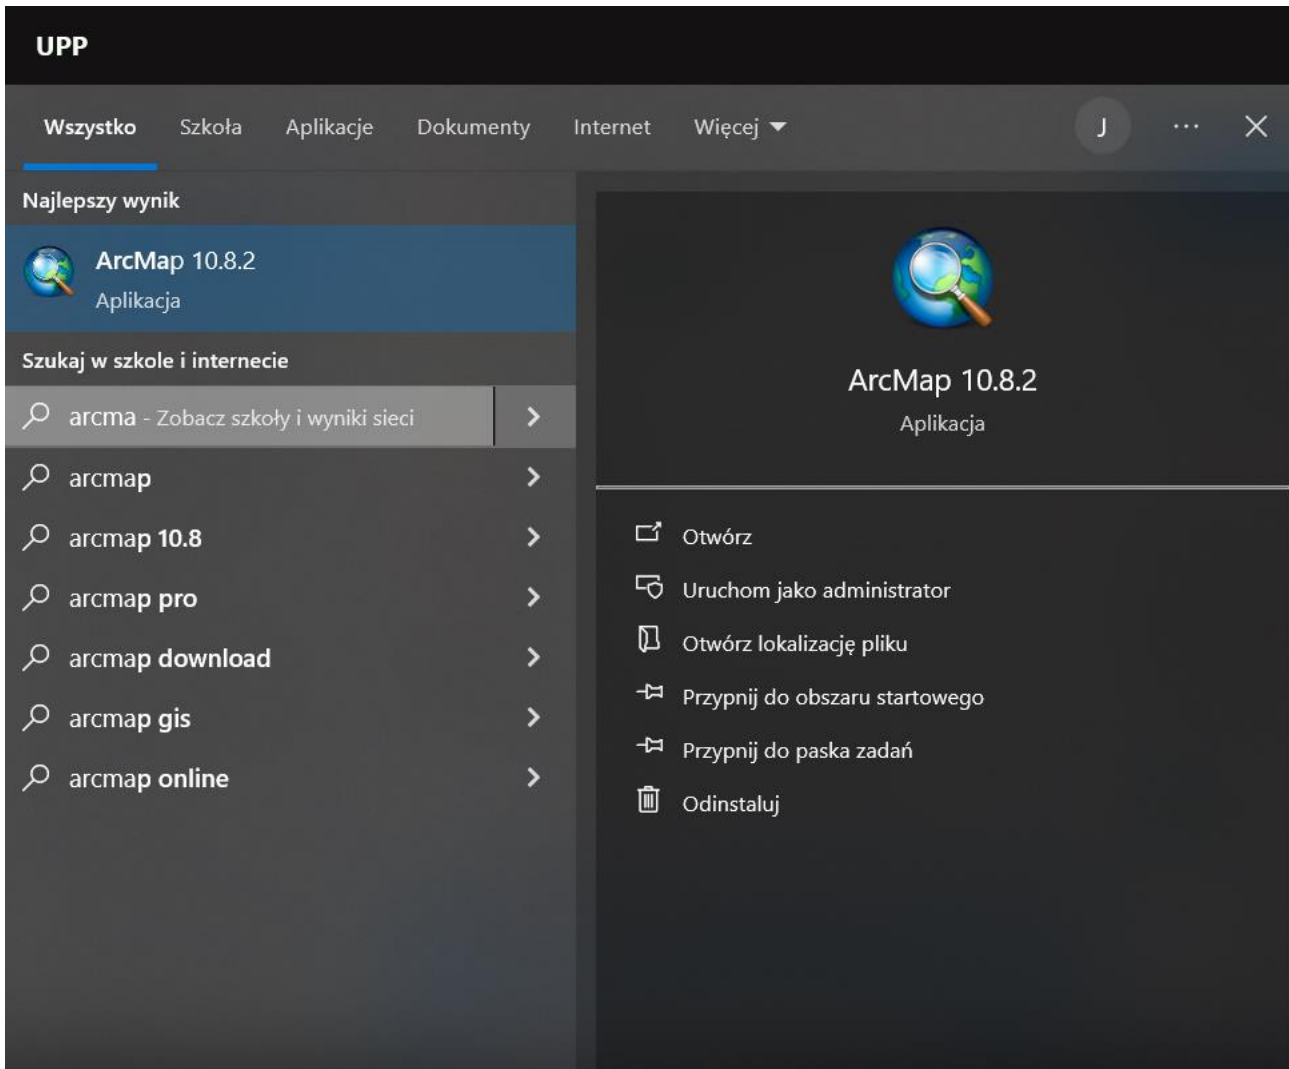 UPP
Wszystko Szkoła Aplikacje Dokumenty Internet Więcej J ...
Najlepszy wynik
ArcMap 10.8.2
Aplikacja
Szukaj w szkole i internecie
arcma - Zobacz szkoły i wyniki sieci
arcmap
arcmap 10.8
arcmap pro
arcmap download
arcmap gis
arcmap online
ArcMap 10.8.2
Aplikacja
Otwórz
Uruchom jako administrator
Otwórz lokalizację pliku
Przypnij do obszaru startowego
Przypnij do paska zadań
Odinstaluj